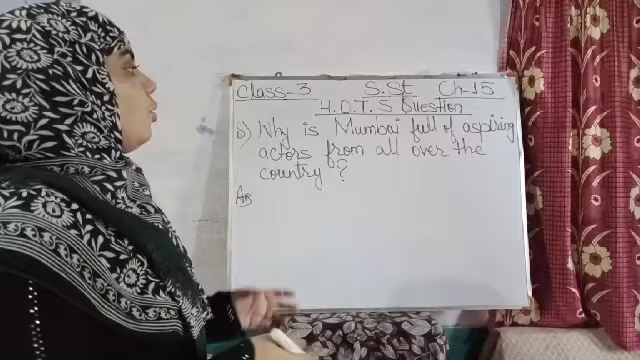 Class-3 S.St Ch-15
H.O.T.S Question
8) Why is Mumbai full of aspiring
actors from all over the
country ?
Ans